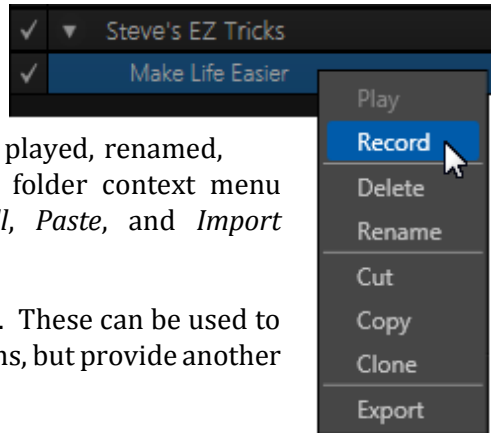 Steve's EZ Tricks
Make Life Easier
Play
Record
Delete
Rename
Cut
Copy
Clone
Export
played, renamed,
folder context menu
Paste, and Import
These can be used to
but provide another